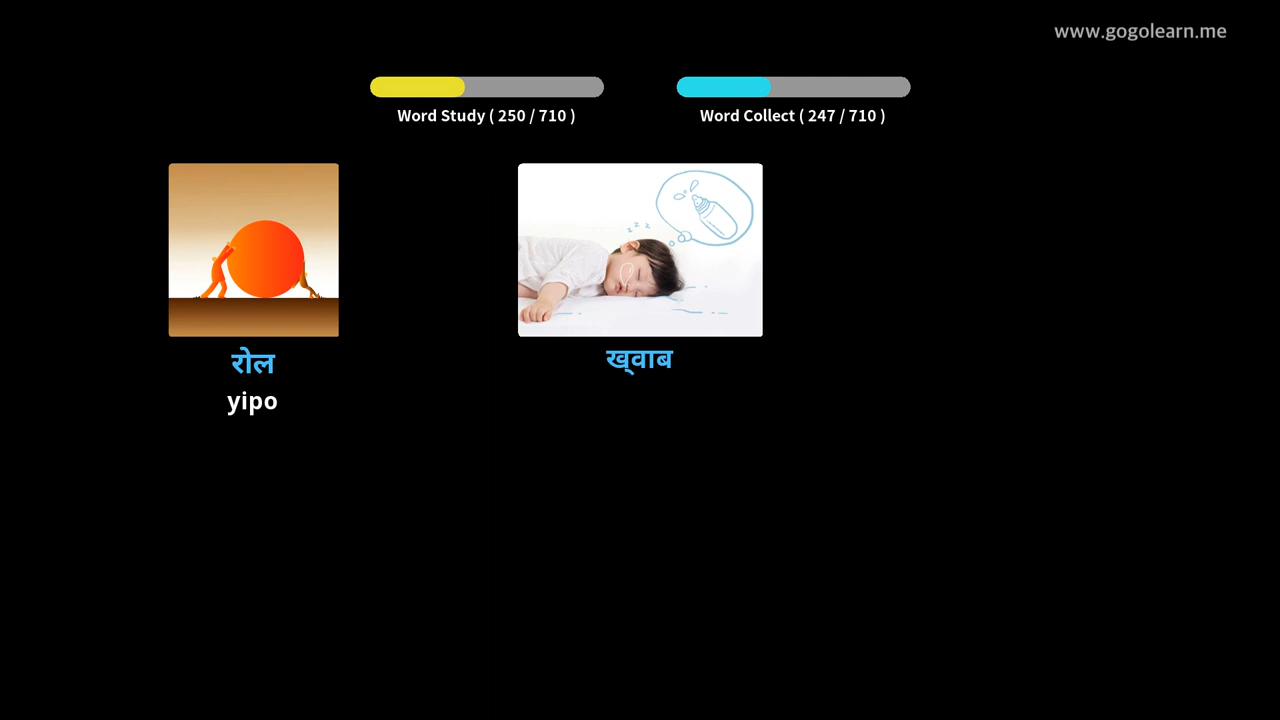 www.gogolearn.me
Word Study ( 250 / 710 )
Word Collect ( 247 / 710 )
रोल
yipo
ख्वाब